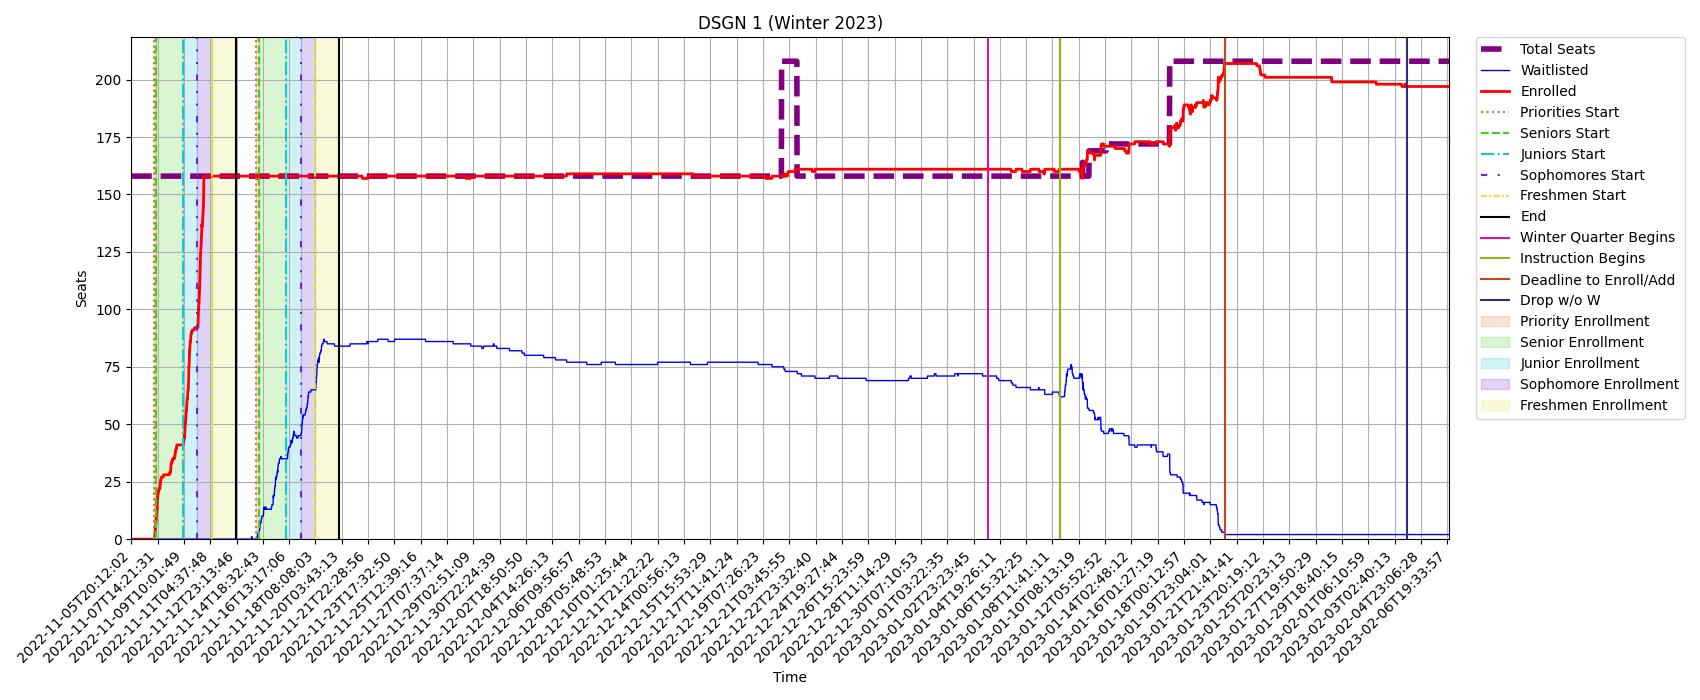 DSGN 1 (Winter 2023)
Seats
200
175
150
125
100
75
50
25
0
2022-11-05T20:12:02
2022-11-07T14:21:31
2022-11-09T10:01:49
2022-11-11T04:37:48
2022-11-12T23:13:46
2022-11-14T18:32:43
2022-11-16T13:17:06
2022-11-18T08:08:03
2022-11-20T03:43:13
2022-11-21T22:28:56
2022-11-23T17:32:50
2022-11-25T12:39:16
2022-11-27T07:37:14
2022-11-29T02:51:09
2022-11-30T22:24:39
2022-12-02T18:50:50
2022-12-04T14:26:13
2022-12-06T09:56:57
2022-12-08T05:48:53
2022-12-10T01:25:44
2022-12-11T21:22:22
2022-12-14T00:56:13
2022-12-15T15:53:29
2022-12-17T11:41:24
2022-12-19T07:26:23
2022-12-21T03:45:55
2022-12-22T23:32:40
2022-12-24T19:27:44
2022-12-26T15:23:59
2022-12-28T11:14:29
2022-12-30T07:10:53
2023-01-01T03:22:35
2023-01-02T23:23:45
2023-01-04T19:26:11
2023-01-06T15:32:25
2023-01-08T11:41:11
2023-01-10T08:13:19
2023-01-12T05:52:52
2023-01-14T02:48:12
2023-01-16T01:27:19
2023-01-18T00:12:57
2023-01-19T23:04:01
2023-01-21T21:41:41
2023-01-23T20:19:12
2023-01-25T20:23:13
2023-01-27T19:50:29
2023-01-29T18:40:15
2023-02-01T06:10:59
2023-02-03T02:40:13
2023-02-04T23:06:28
2023-02-06T19:33:57
Time
Total Seats
Waitlisted
Enrolled
Priorities Start
Seniors Start
Juniors Start
Sophomores Start
Freshmen Start
End
Winter Quarter Begins
Instruction Begins
Deadline to Enroll/Add
Drop w/o W
Priority Enrollment
Senior Enrollment
Junior Enrollment
Sophomore Enrollment
Freshmen Enrollment